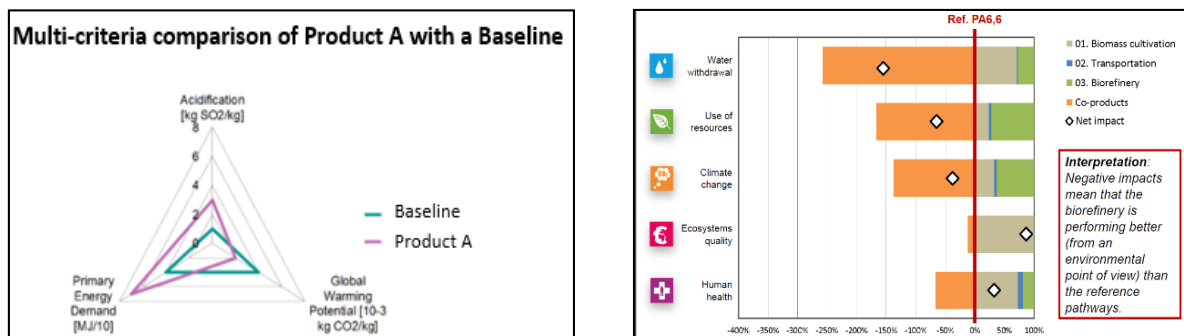 Multi-criteria comparison of Product A with a Baseline
Acidification
[kg SO2/kg]
8
6
4
2
0
Baseline
Product A
Primary
Energy
Demand
[MJ/10]
Global
Warming
Potential [10-3
kg CO2/kg]
Ref. PA6,6
Water
withdrawal
Use of
resources
Climate
change
Ecosystems
quality
Human
health
-400% -350% -300% -250% -200% -150% -100% -50% 0% 50% 100%
01. Biomass cultivation
02. Transportation
03. Biorefinery
Co-products
Net impact
Interpretation:
Negative impacts
mean that the
biorefinery is
performing better
(from an
environmental
point of view) than
the reference
pathways.